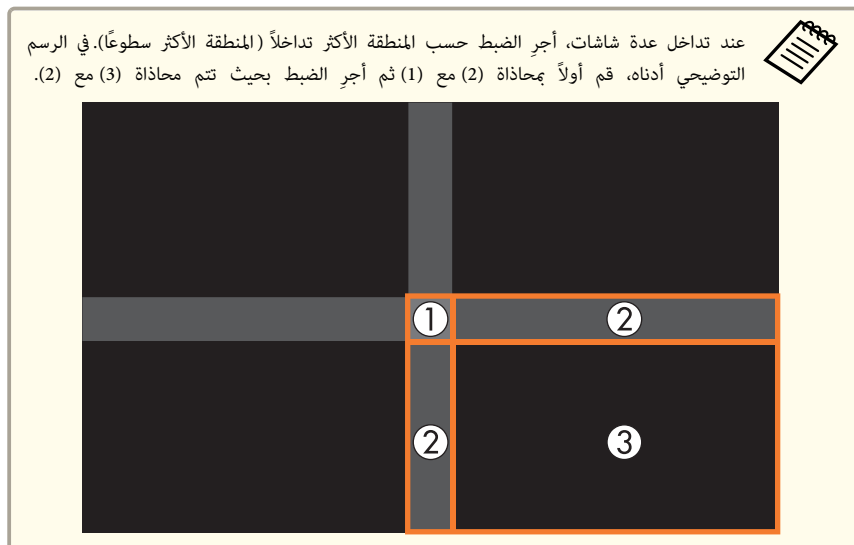 عند تداخل عدة شاشات، أجرِ الضبط حسب المنطقة الأكثر تداخلاً (المنطقة الأكثر سطوعًا). في الرسم
التوضيحي أدناه، قم أولاً بمحاذاة (2) مع (1) ثم أجرِ الضبط بحيث تتم محاذاة (3) مع (2).
1
2
2
3